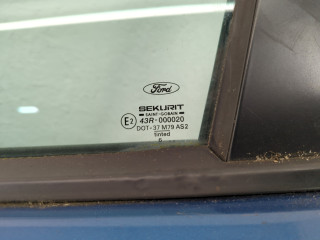 Ford
SEKURIT
SAINT-GOBAIN
E2 43R-000020
DOT-37 M79 AS2
tinted